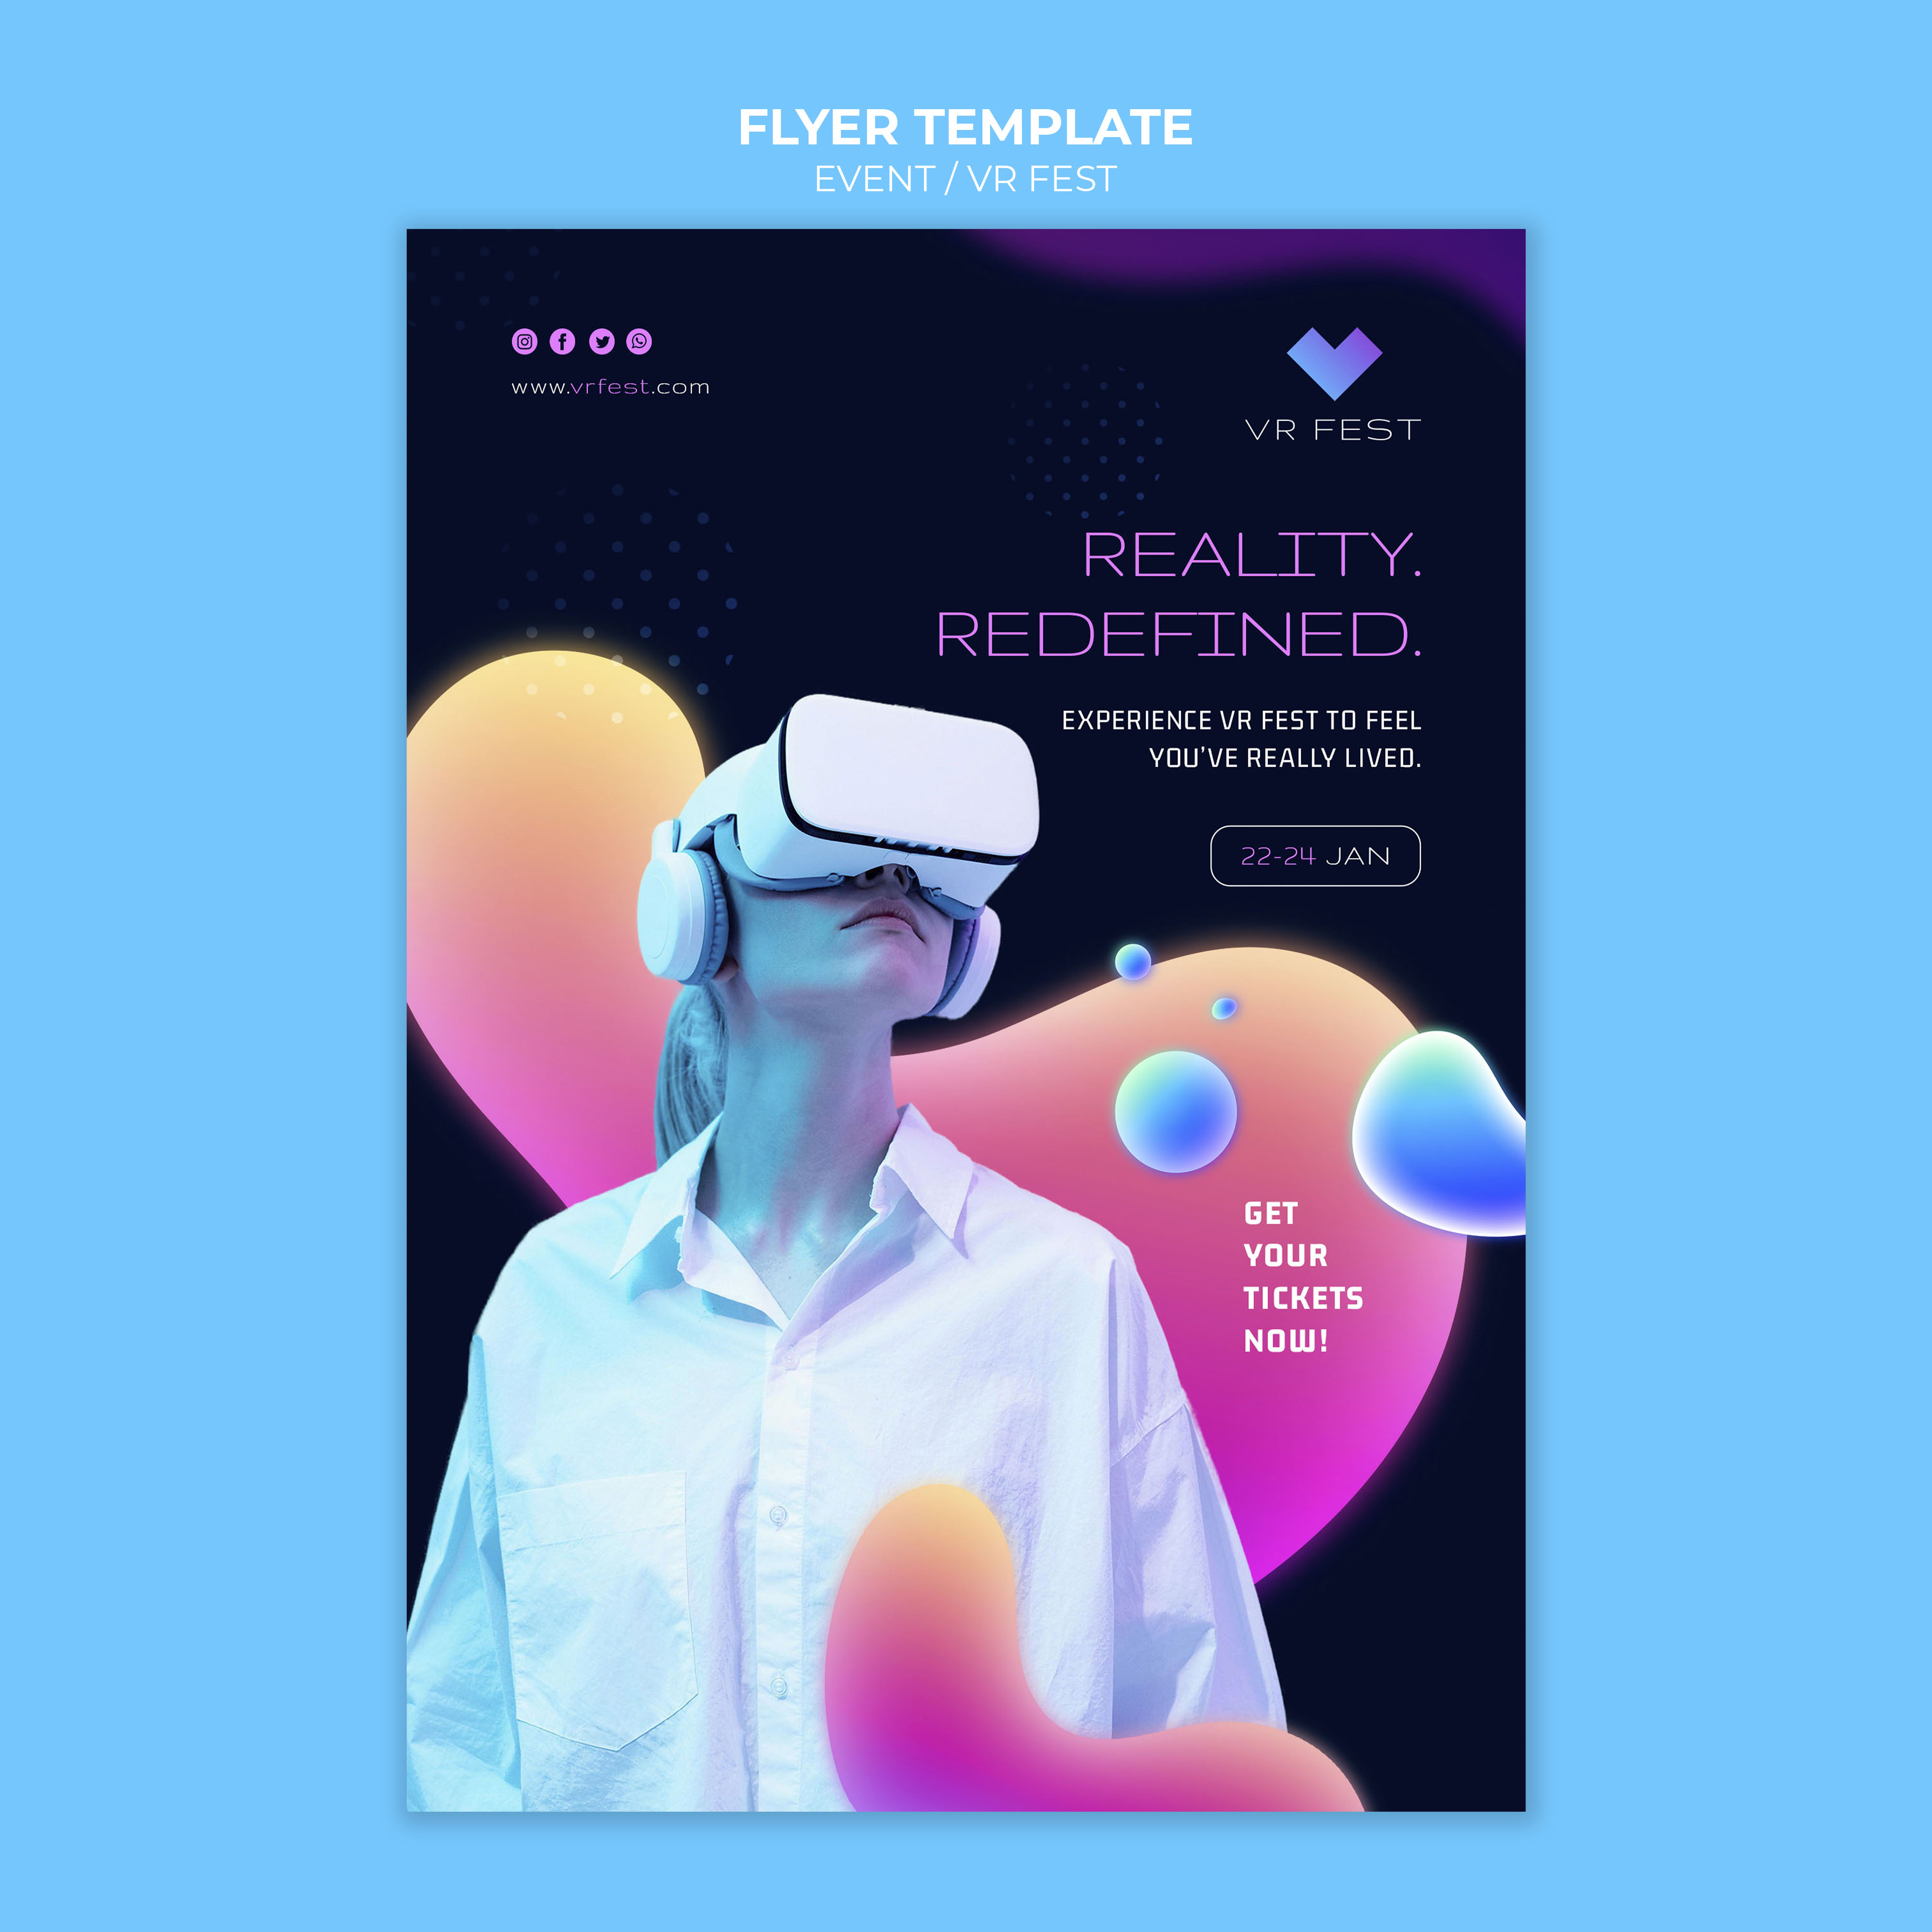 FLYER TEMPLATE
EVENT / VR FEST
www.vrfest.com
VR FEST
REALITY.
REDEFINED.
EXPERIENCE VR FEST TO FEEL
YOU’VE REALLY LIVED.
22-24 JAN
GET
YOUR
TICKETS
NOW!